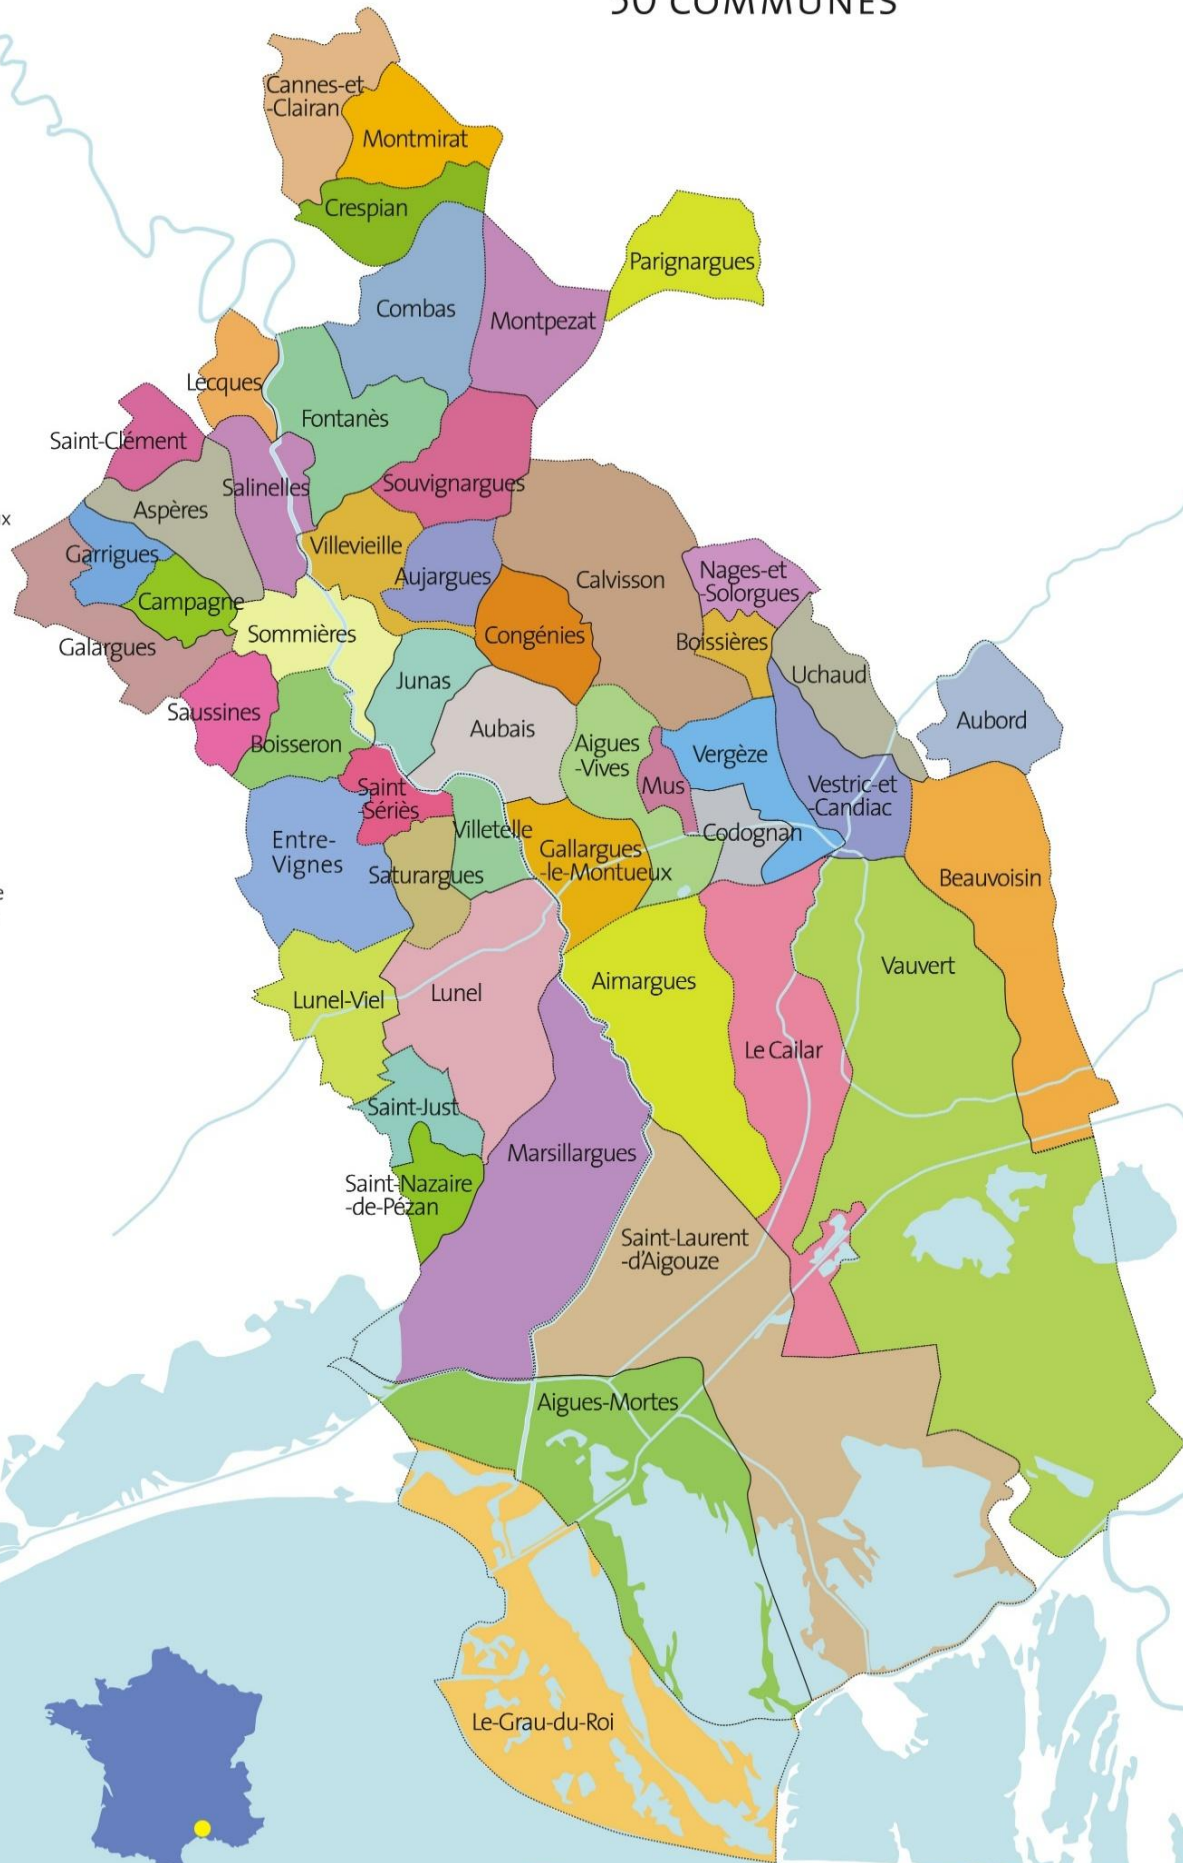 50 COMMUNES
Cannes-et
-Clairan
Montmirat
Crespian
Parignargues
Combas
Montpezat
Lecques
Fontanès
Saint-Clément
Souvignargues
Salinelles
Aspères
x
Villevieille
Garrigues
Aujargues
Calvisson
Nages-et
-Solorgues
Campagne
Sommières
Congénies
Boissières
Galargues
Uchaud
Junas
Saussines
Aubord
Aubais
Boisseron
Aigues
-Vives
Vergèze
Mus
Saint
-Sériès
Vestric-et
-Candiac
Villetelle
Codognan
Entre-
Vignes
Gallargues
-le-Montueux
Saturargues
Beauvoisin
e
Vauvert
Aimargues
Lunel-Viel
Lunel
Le Cailar
Saint-Just
Marsillargues
Saint-Nazaire
-de-Pézan
Saint-Laurent
-d'Aigouze
Aigues-Mortes
Le-Grau-du-Roi